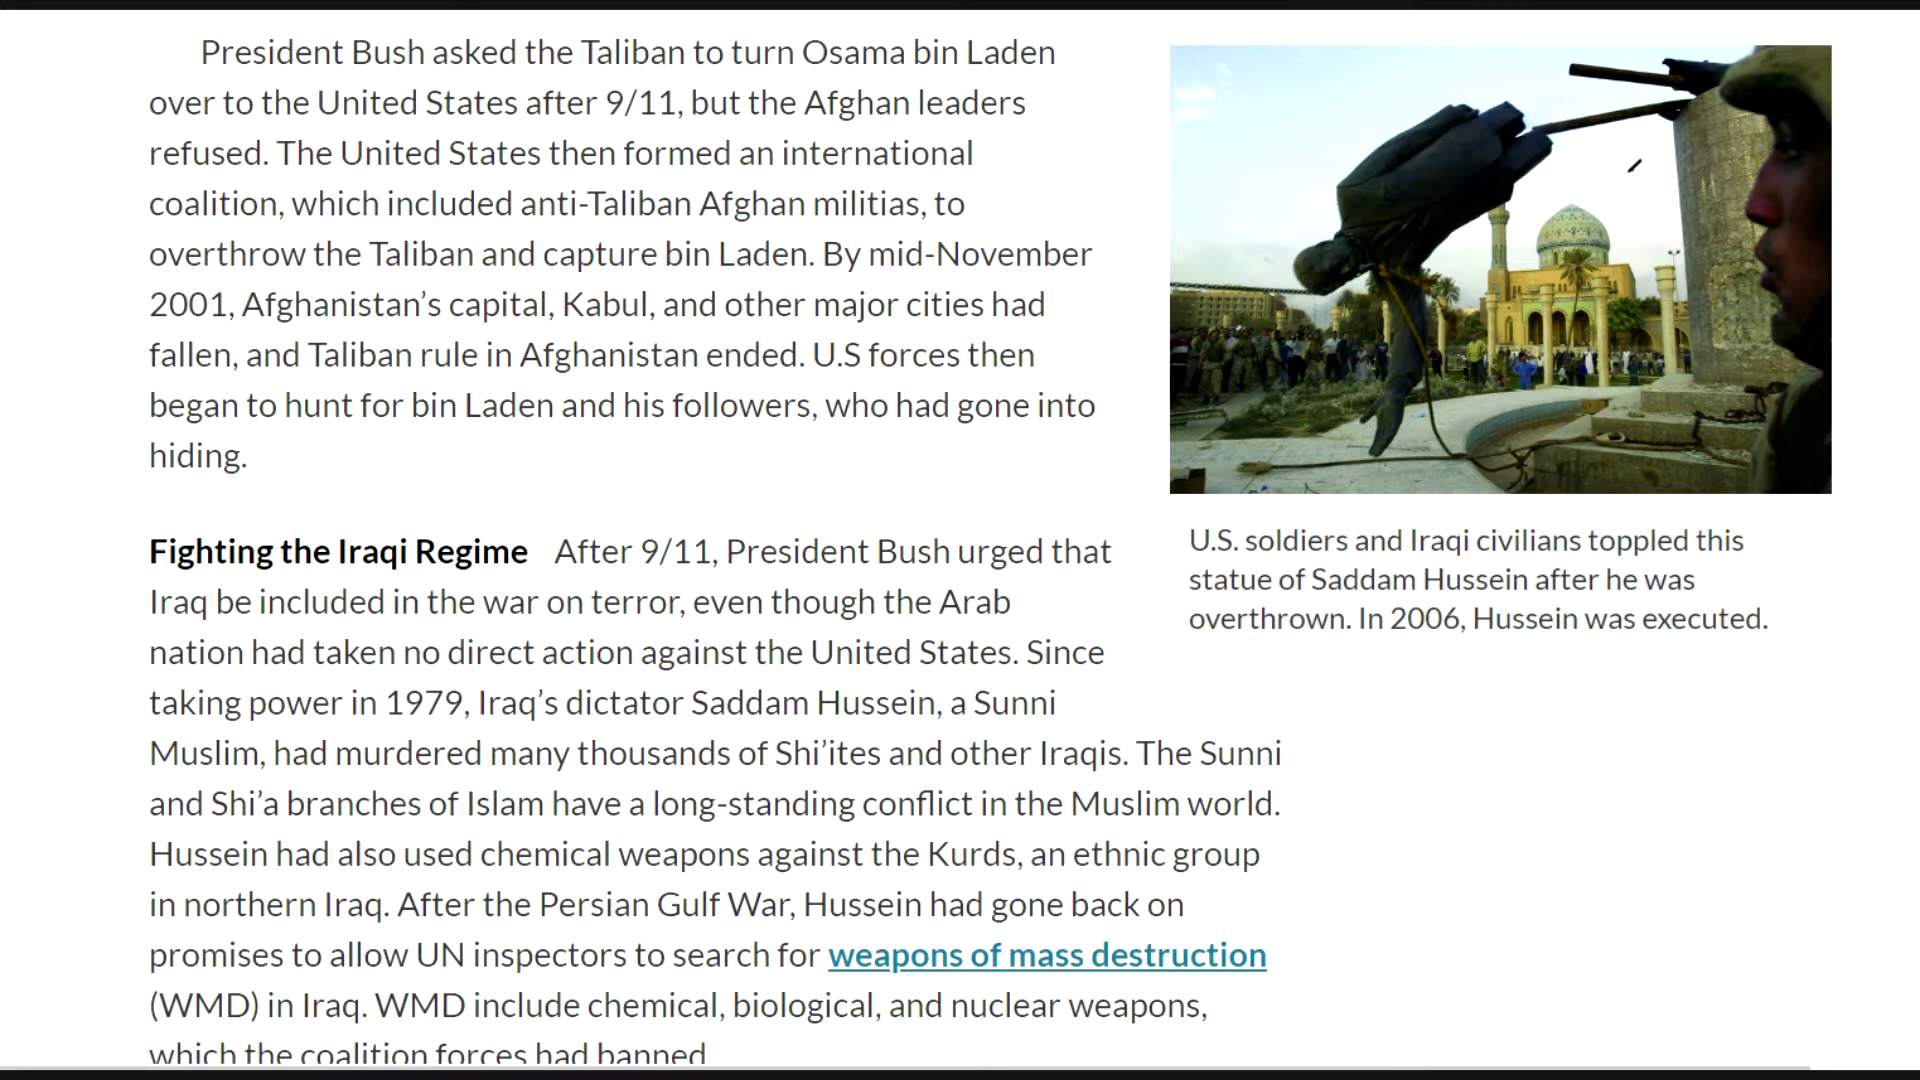 President Bush asked the Taliban to turn Osama bin Laden
over to the United States after 9/11, but the Afghan leaders
refused. The United States then formed an international
coalition, which included anti-Taliban Afghan militias, to
overthrow the Taliban and capture bin Laden. By mid-November
2001, Afghanistan’s capital, Kabul, and other major cities had
fallen, and Taliban rule in Afghanistan ended. U.S forces then
began to hunt for bin Laden and his followers, who had gone into
hiding.
Fighting the Iraqi Regime After 9/11, President Bush urged that
Iraq be included in the war on terror, even though the Arab
nation had taken no direct action against the United States. Since
taking power in 1979, Iraq’s dictator Saddam Hussein, a Sunni
Muslim, had murdered many thousands of Shi’ites and other Iraqis. The Sunni
and Shi’a branches of Islam have a long-standing conflict in the Muslim world.
Hussein had also used chemical weapons against the Kurds, an ethnic group
in northern Iraq. After the Persian Gulf War, Hussein had gone back on
promises to allow UN inspectors to search for weapons of mass destruction
(WMD) in Iraq. WMD include chemical, biological, and nuclear weapons,
which the coalition forces had banned
U.S. soldiers and Iraqi civilians toppled this
statue of Saddam Hussein after he was
overthrown. In 2006, Hussein was executed.